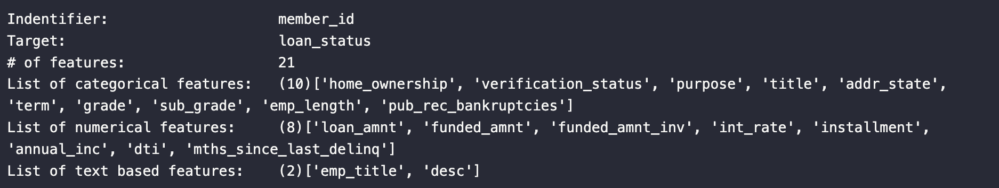 Indentifier: member_id
Target: loan_status
# of features: 21
List of categorical features: (10)['home_ownership', 'verification_status', 'purpose', 'title', 'addr_state',
'term', 'grade', 'sub_grade', 'emp_length', 'pub_rec_bankruptcies']
List of numerical features: (8)['loan_amnt', 'funded_amnt', 'funded_amnt_inv', 'int_rate', 'installment',
'annual_inc', 'dti', 'mths_since_last_delinq']
List of text based features: (2)['emp_title', 'desc']